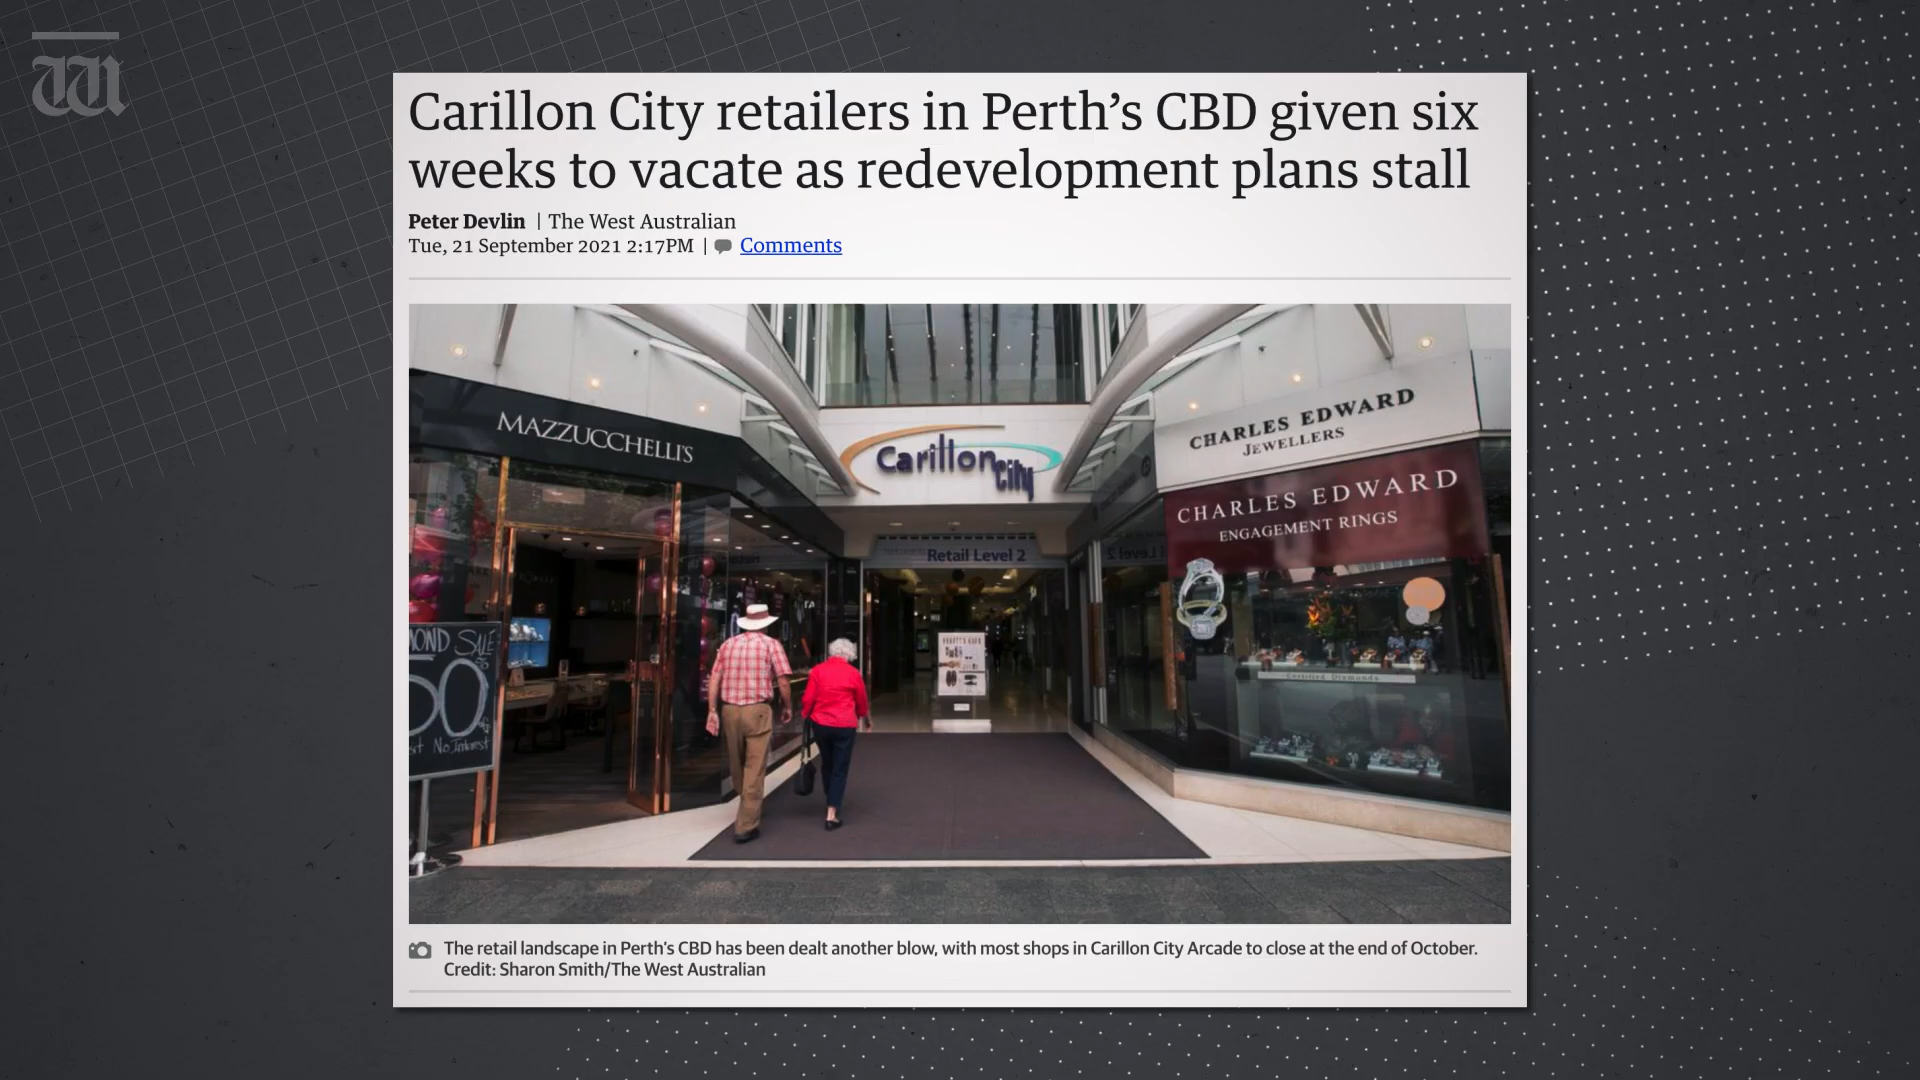 Carillon City retailers in Perth’s CBD given six
weeks to vacate as redevelopment plans stall
Peter Devlin | The West Australian
Tue, 21 September 2021 2:17PM | Comments
MAZZUCCHELLI'S
Carillon
city
CHARLES EDWARD
JEWELLERS
CHARLES EDWARD
ENGAGEMENT RINGS
Retail Level 2
MOND SALE
50%
No Interest
Certified Diamonds
The retail landscape in Perth’s CBD has been dealt another blow, with most shops in Carillon City Arcade to close at the end of October.
Credit: Sharon Smith/The West Australian